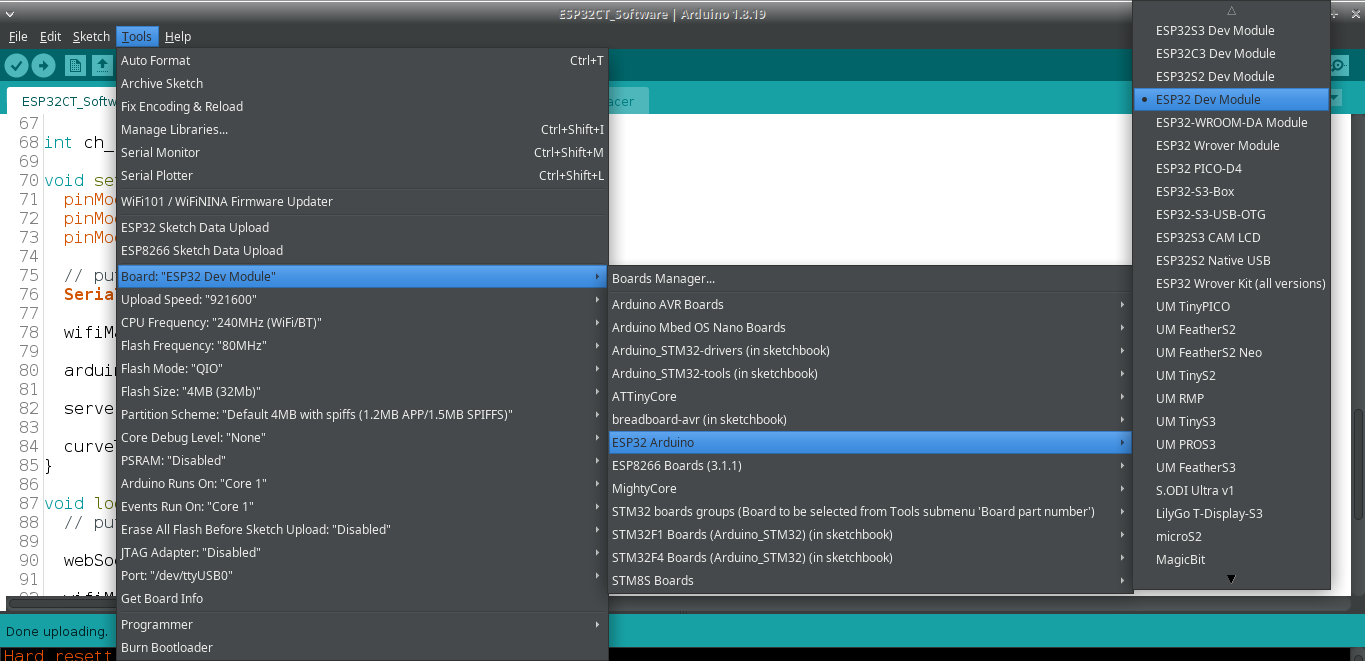 ESP32CT_Software | Arduino 1.8.19
File Edit Sketch Tools Help
ESP32CT_Softw
acer
67
68 int ch_
69
70 void se
71 pinMo
72 pinMo
73 pinMo
74
75 // pu
76 Seria
77
78 wifiMa
79
80 arduin
81
82 serve
83
84 curve
85 }
86
87 void lo
88 // pu
89
90 webSo
91
Done uploading.
Hard resett
Auto Format Ctrl+T
Archive Sketch
Fix Encoding & Reload
Manage Libraries... Ctrl+Shift+I
Serial Monitor Ctrl+Shift+M
Serial Plotter Ctrl+Shift+L
WiFi101 / WiFiNINA Firmware Updater
ESP32 Sketch Data Upload
ESP8266 Sketch Data Upload
Board: "ESP32 Dev Module"
Upload Speed: "921600"
CPU Frequency: "240MHz (WiFi/BT)"
Flash Frequency: "80MHz"
Flash Mode: "QIO"
Flash Size: "4MB (32Mb)"
Partition Scheme: "Default 4MB with spiffs (1.2MB APP/1.5MB SPIFFS)"
Core Debug Level: "None"
PSRAM: "Disabled"
Arduino Runs On: "Core 1"
Events Run On: "Core 1"
Erase All Flash Before Sketch Upload: "Disabled"
JTAG Adapter: "Disabled"
Port: "/dev/ttyUSB0"
Get Board Info
Programmer
Burn Bootloader
Boards Manager...
Arduino AVR Boards
Arduino Mbed OS Nano Boards
Arduino_STM32-drivers (in sketchbook)
Arduino_STM32-tools (in sketchbook)
ATTinyCore
breadboard-avr (in sketchbook)
ESP32 Arduino
ESP8266 Boards (3.1.1)
MightyCore
STM32 boards groups (Board to be selected from Tools submenu 'Board part number')
STM32F1 Boards (Arduino_STM32) (in sketchbook)
STM32F4 Boards (Arduino_STM32) (in sketchbook)
STM8S Boards
ESP32S3 Dev Module
ESP32C3 Dev Module
ESP32S2 Dev Module
ESP32 Dev Module
ESP32-WROOM-DA Module
ESP32 Wrover Module
ESP32 PICO-D4
ESP32-S3-Box
ESP32-S3-USB-OTG
ESP32S3 CAM LCD
ESP32S2 Native USB
ESP32 Wrover Kit (all versions)
UM TinyPICO
UM FeatherS2
UM FeatherS2 Neo
UM TinyS2
UM RMP
UM TinyS3
UM PROS3
UM FeatherS3
S.ODI Ultra v1
LilyGo T-Display-S3
microS2
MagicBit